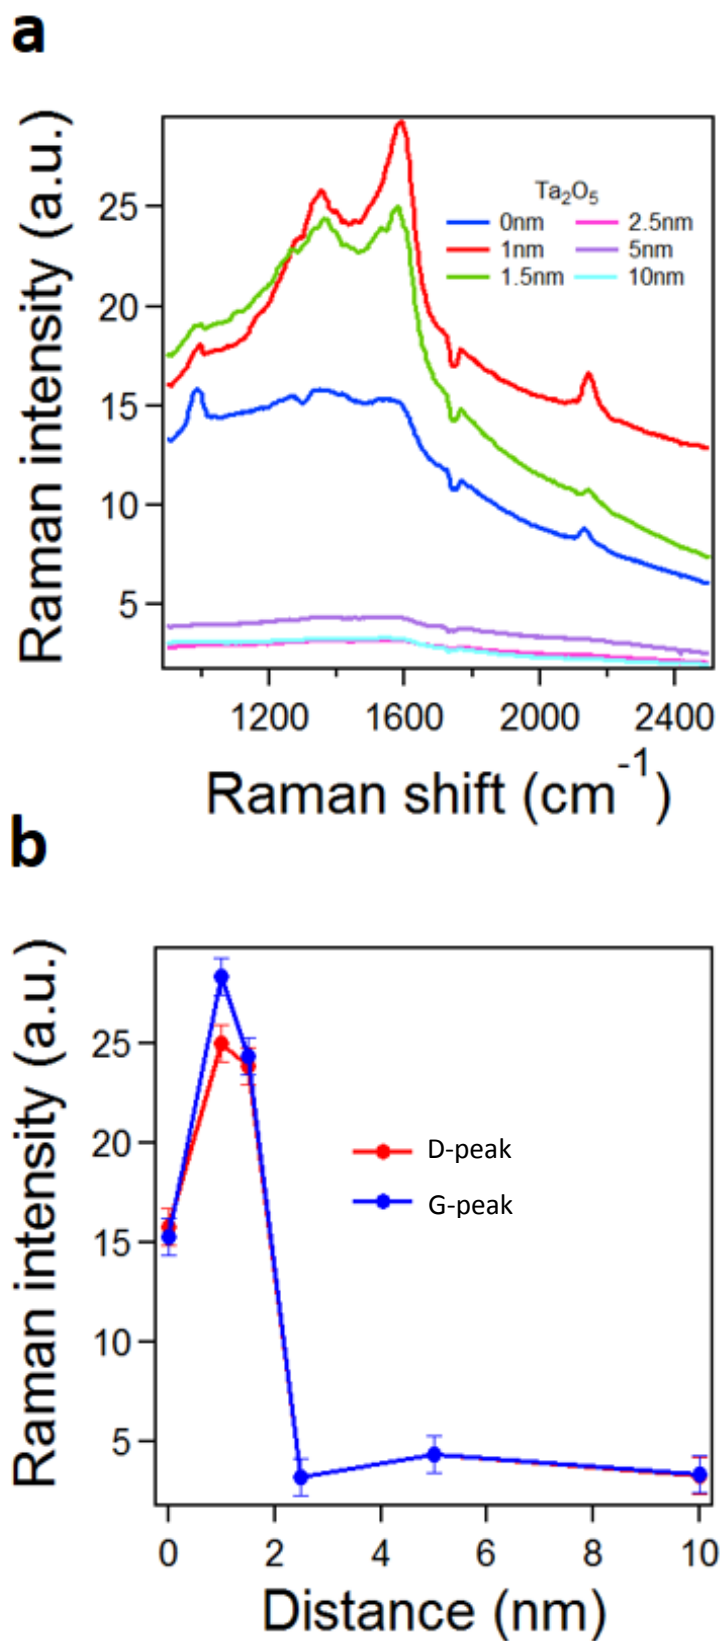 a
Raman intensity (a.u.)
25
20
15
10
5
Ta2O5
0nm 2.5nm
1nm 5nm
1.5nm 10nm
1200 1600 2000 2400
Raman shift (cm-1)
b
Raman intensity (a.u.)
25
20
15
10
5
D-peak
G-peak
0 2 4 6 8 10
Distance (nm)